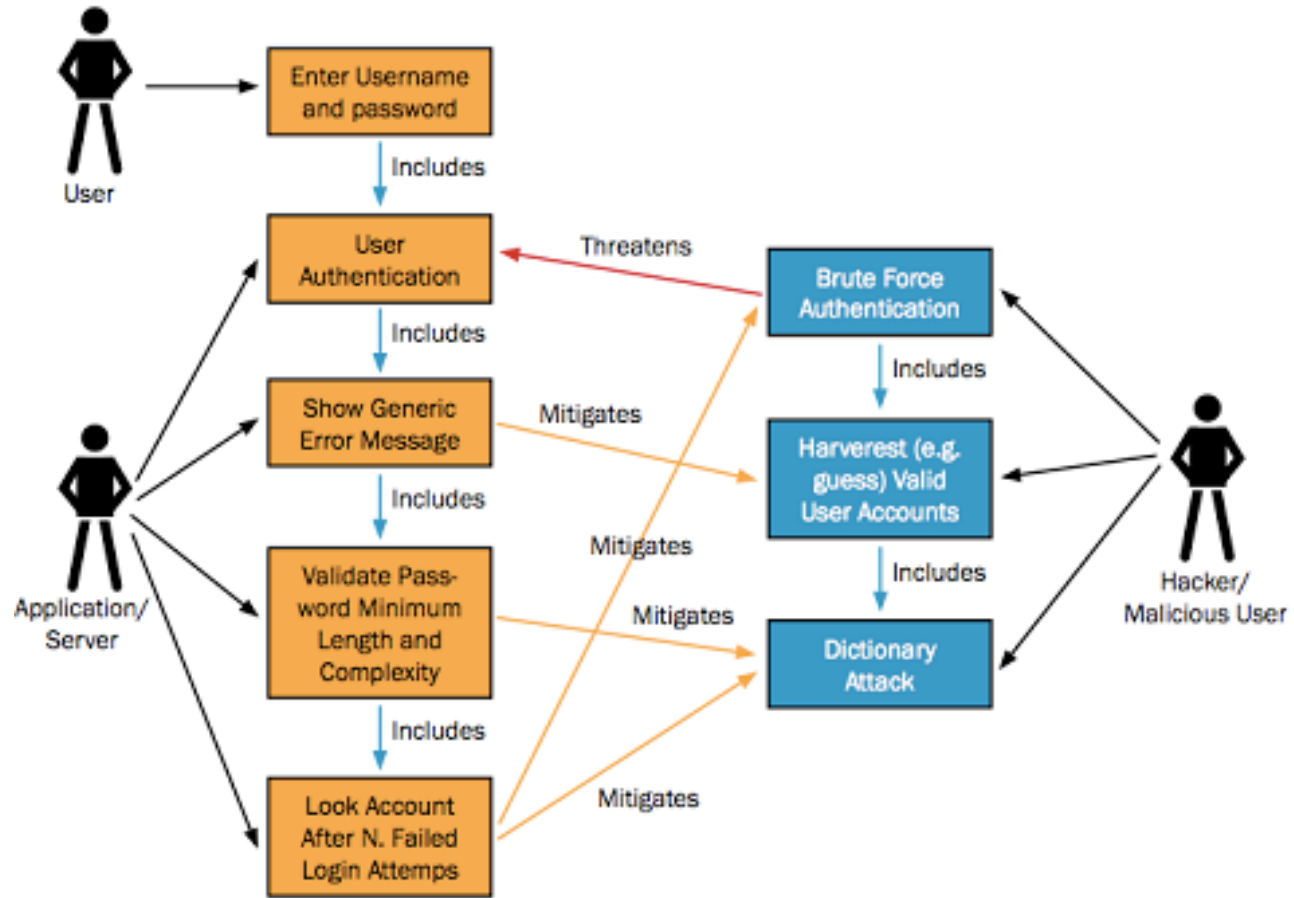 Enter Username
and password
User
Includes
User
Authentication
Threatens
Brute Force
Authentication
Includes
Includes
Show Generic
Error Message
Mitigates
Harverest (e.g.
guess) Valid
User Accounts
Includes
Mitigates
Includes
Validate Pass-
word Minimum
Length and
Complexity
Mitigates
Dictionary
Attack
Application/
Server
Hacker/
Malicious User
Includes
Look Account
After N. Failed
Login Attemps
Mitigates